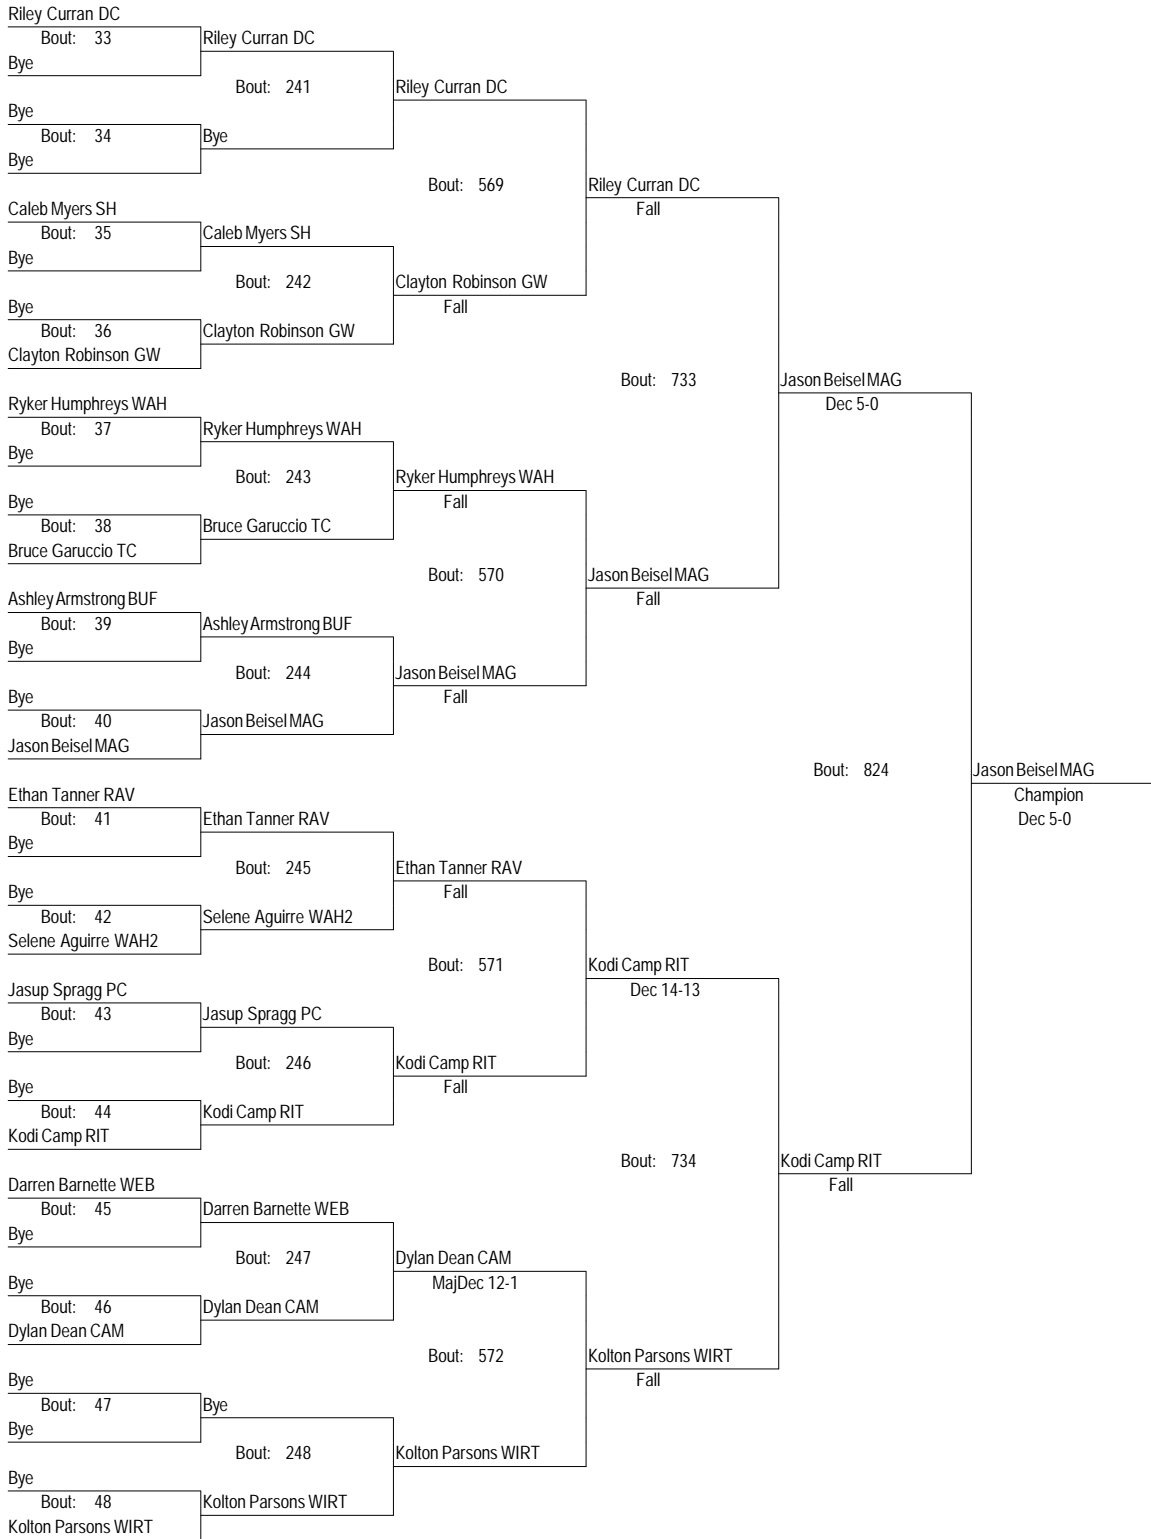 Riley Curran DC
Bout: 33
Riley Curran DC
Bye
Bout: 241
Riley Curran DC
Bye
Bout: 34
Bye
Bye
Bout: 569
Riley Curran DC
Fall
Caleb Myers SH
Bout: 35
Caleb Myers SH
Bye
Bout: 242
Clayton Robinson GW
Fall
Bye
Bout: 36
Clayton Robinson GW
Clayton Robinson GW
Bout: 733
Jason Beisel MAG
Dec 5-0
Ryker Humphreys WAH
Bout: 37
Ryker Humphreys WAH
Bye
Bout: 243
Ryker Humphreys WAH
Fall
Bye
Bout: 38
Bruce Garuccio TC
Bruce Garuccio TC
Bout: 570
Jason Beisel MAG
Fall
Ashley Armstrong BUF
Bout: 39
Ashley Armstrong BUF
Bye
Bout: 244
Jason Beisel MAG
Fall
Bye
Bout: 40
Jason Beisel MAG
Jason Beisel MAG
Bout: 824
Jason Beisel MAG
Champion
Dec 5-0
Ethan Tanner RAV
Bout: 41
Ethan Tanner RAV
Bye
Bout: 245
Ethan Tanner RAV
Fall
Bye
Bout: 42
Selene Aguirre WAH2
Selene Aguirre WAH2
Bout: 571
Kodi Camp RIT
Dec 14-13
Jasup Spragg PC
Bout: 43
Jasup Spragg PC
Bye
Bout: 246
Kodi Camp RIT
Fall
Bye
Bout: 44
Kodi Camp RIT
Kodi Camp RIT
Bout: 734
Kodi Camp RIT
Fall
Darren Barnette WEB
Bout: 45
Darren Barnette WEB
Bye
Bout: 247
Dylan Dean CAM
MajDec 12-1
Bye
Bout: 46
Dylan Dean CAM
Dylan Dean CAM
Bout: 572
Kolton Parsons WIRT
Fall
Bye
Bout: 47
Bye
Bye
Bout: 248
Kolton Parsons WIRT
Bye
Bout: 48
Kolton Parsons WIRT
Kolton Parsons WIRT